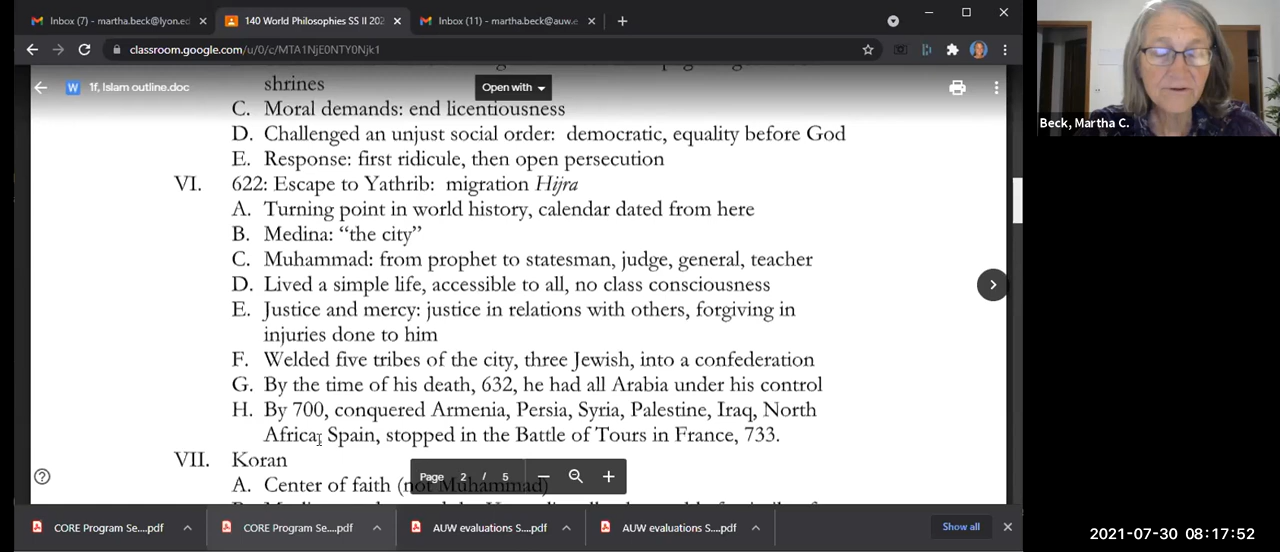 Inbox (7) - martha.beck@lyon.ed
140 World Philosophies SS II 202
Inbox (11) - martha.beck@auw.e
classroom.google.com/u/0/c/MTA1NjE0NTY0Njk1
1f, Islam outline.doc
Open with
shrines
C. Moral demands: end licentiousness
D. Challenged an injust social order: democratic, equality before God
E. Response: first ridicule, then open persecution
VI. 622: Escape to Yathrib: migration Hijra
A. Turning point in world history, calendar dated from here
B. Medina: “the city”
C. Muhammad: from prophet to statesman, judge, general, teacher
D. Lived a simple life, accessible to all, no class consciousness
E. Justice and mercy: justice in relations with others, forgiving in
injuries done to him
F. Welded five tribes of the city, three Jewish, into a confederation
G. By the time of his death, 632, he had all Arabia under his control
H. By 700, conquered Armenia, Persia, Syria, Palestine, Iraq, North
Africa, Spain, stopped in the Battle of Tours in France, 733.
VII. Koran
A. Center of faith (not Muhammad)
Page 2 / 5
CORE Program Se....pdf
CORE Program Se....pdf
AUW evaluations S....pdf
AUW evaluations S....pdf
Show all
Beck, Martha C.
2021-07-30 08:17:52